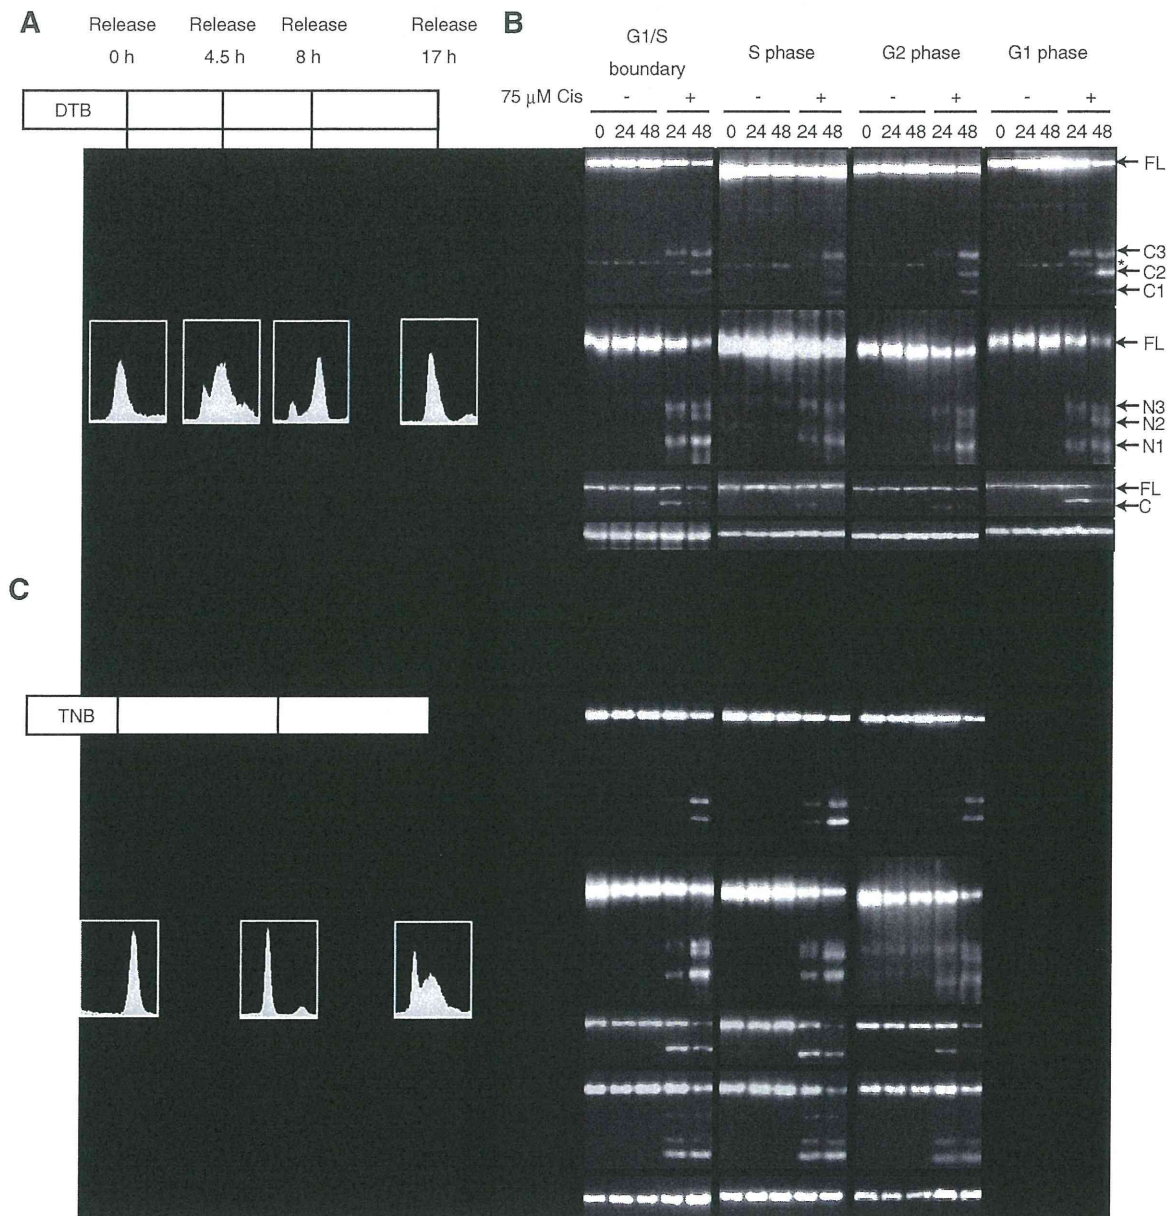 A
Release Release Release Release
0 h 4.5 h 8 h 17 h
DTB
B
G1/S boundary
S phase
G2 phase
G1 phase
75 μM Cis - + - + - + - +
0 24 48 24 48 0 24 48 24 48 0 24 48 24 48 0 24 48 24 48
FL
C3
*
C2
C1
FL
N3
N2
N1
FL
C
C
TNB